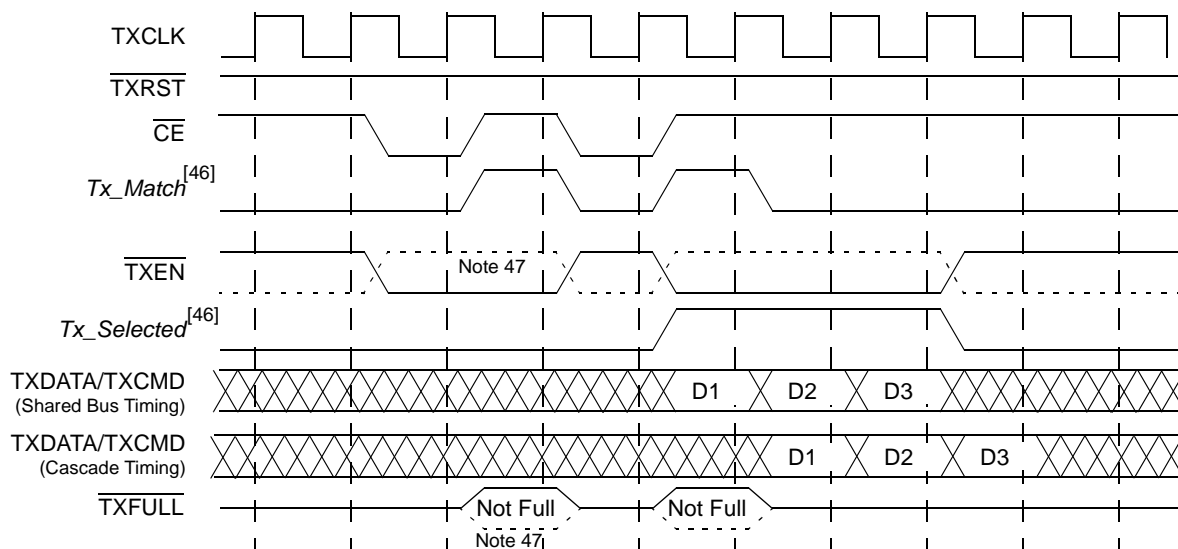 TXCLK
TXRST
CE
Tx_Match[46]
TXEN
Note 47
Tx_Selected[46]
TXDATA/TXCMD
(Shared Bus Timing)
D1 D2 D3
TXDATA/TXCMD
(Cascade Timing)
D1 D2 D3
TXFULL
Not Full Not Full
Note 47